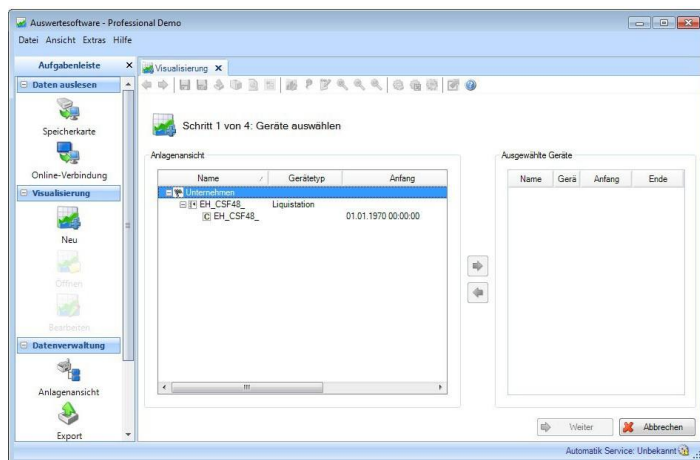 Auswertesoftware - Professional Demo
Datei Ansicht Extras Hilfe
Aufgabenleiste
Daten auslesen
Speicherkarte
Online-Verbindung
Visualisierung
Neu
Öffnen
Bearbeiten
Datenverwaltung
Anlagenansicht
Export
Visualisierung
Schritt 1 von 4: Geräte auswählen
Anlagenansicht
Name Gerätetyp Anfang
Unternehmen
EH_CSF48_ Liquistation
EH_CSF48_ 01.01.1970 00:00:00
Ausgewählte Geräte
Name Gerä Anfang Ende
Weiter Abbrechen
Automatik Service: Unbekannt